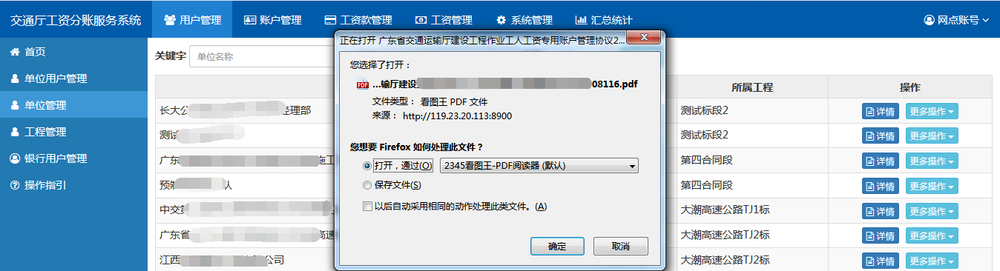 交通厅工资分账服务系统 用户管理 账户管理 工资款管理 工资管理 系统管理 汇总统计 网点账号
首页
单位用户管理
单位管理
工程管理
银行用户管理
操作指引
关键字 单位名称
所属工程 操作
长大公 经理部 测试标段2 详情 更多操作
测试 测试标段2 详情 更多操作
广东 施工 第四合同段 详情 更多操作
预制 队 第四合同段 详情 更多操作
中交第 大潮高速公路TJ1标 详情 更多操作
广东省 高速 大潮高速公路TJ2标 详情 更多操作
江西 公司 大潮高速公路TJ2标 详情 更多操作
正在打开 广东省交通运输厅建设工程作业工人工资专用账户管理协议2...
您选择了打开：
...输厅建设 08116.pdf
文件类型： 看图王 PDF 文件
来源： http://119.23.20.113:8900
您想要 Firefox 如何处理此文件？
打开，通过(O) 2345看图王-PDF阅读器 (默认)
保存文件(S)
以后自动采用相同的动作处理此类文件。(A)
确定 取消